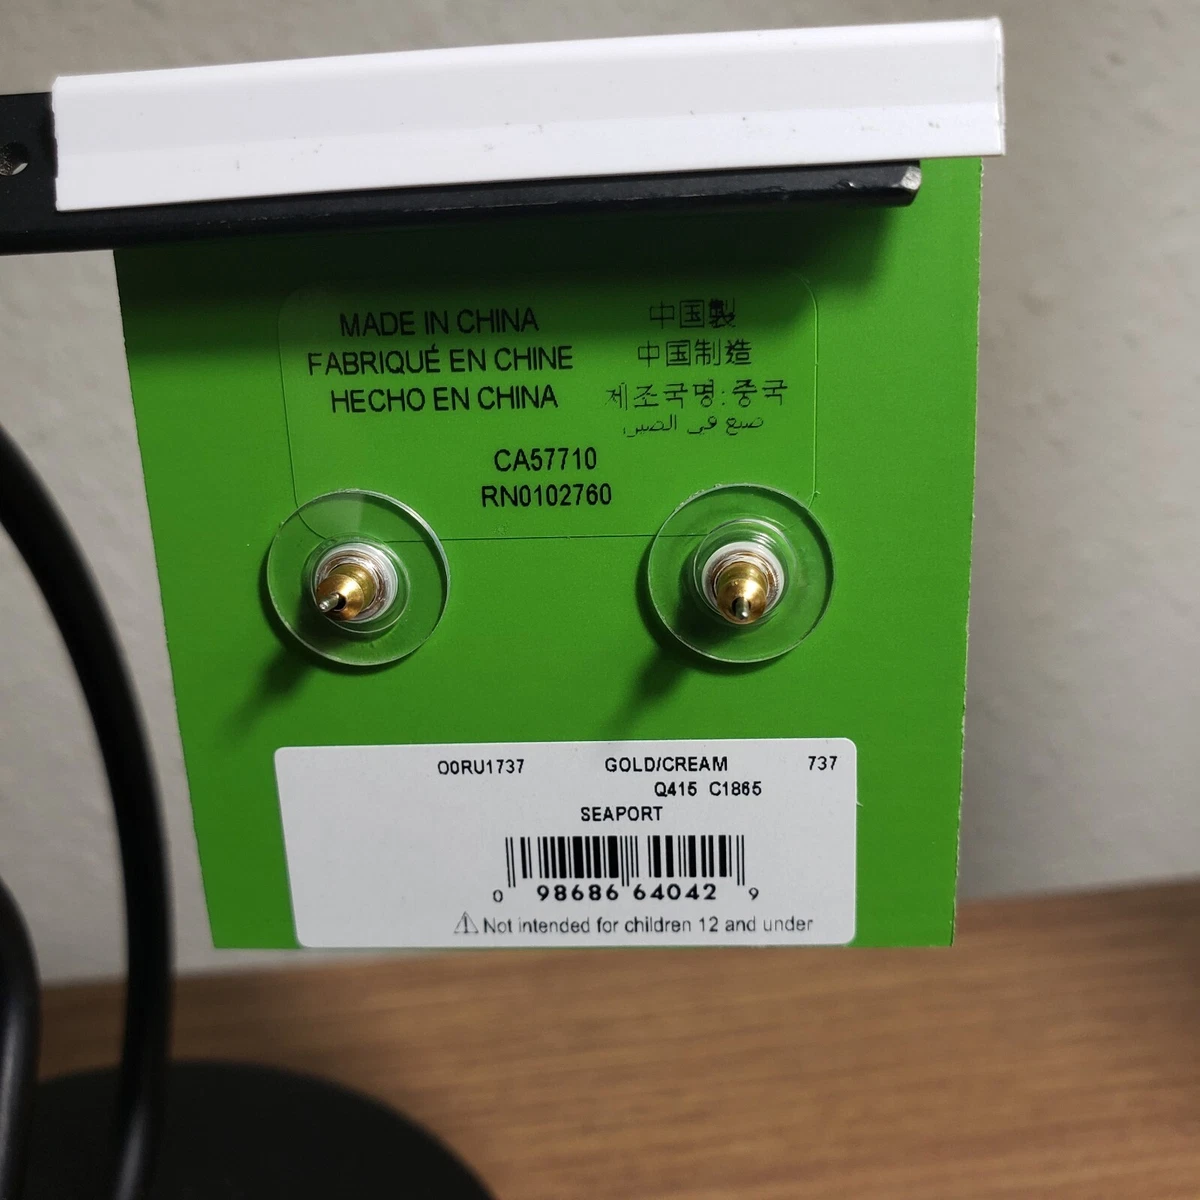 MADE IN CHINA
FABRIQUÉ EN CHINE
HECHO EN CHINA
中国製
中国制造
제조국명: 중국
صنع في الصين
CA57710
RN0102760
O0RU1737 GOLD/CREAM 737
Q415 C1865
SEAPORT
0 98686 64042 9
⚠ Not intended for children 12 and under